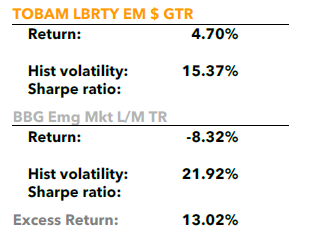 TOBAM LBRTY EM $ GTR
Return: 4.70%
Hist volatility: 15.37%
Sharpe ratio:
BBG Emg Mkt L/M TR
Return: -8.32%
Hist volatility: 21.92%
Sharpe ratio:
Excess Return: 13.02%